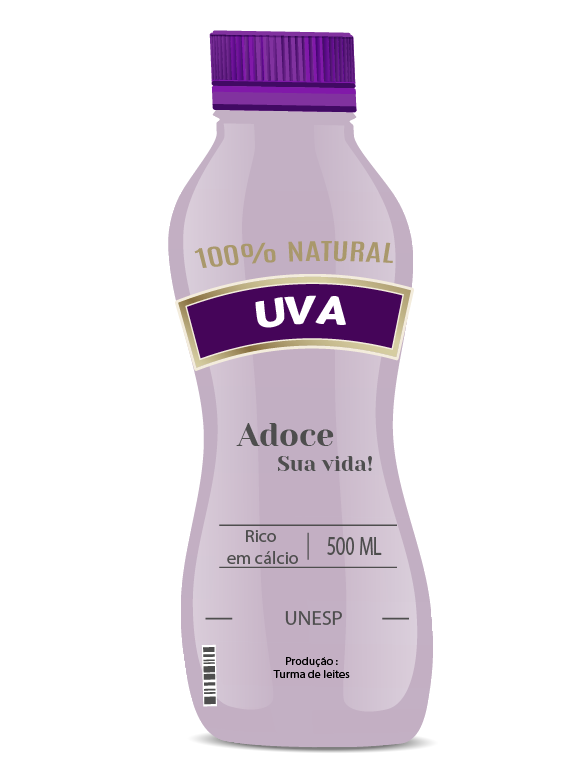 100% NATURAL
UVA
Adoce
Sua vida!
Rico
em cálcio
500 ML
UNESP
Produção :
Turma de leites